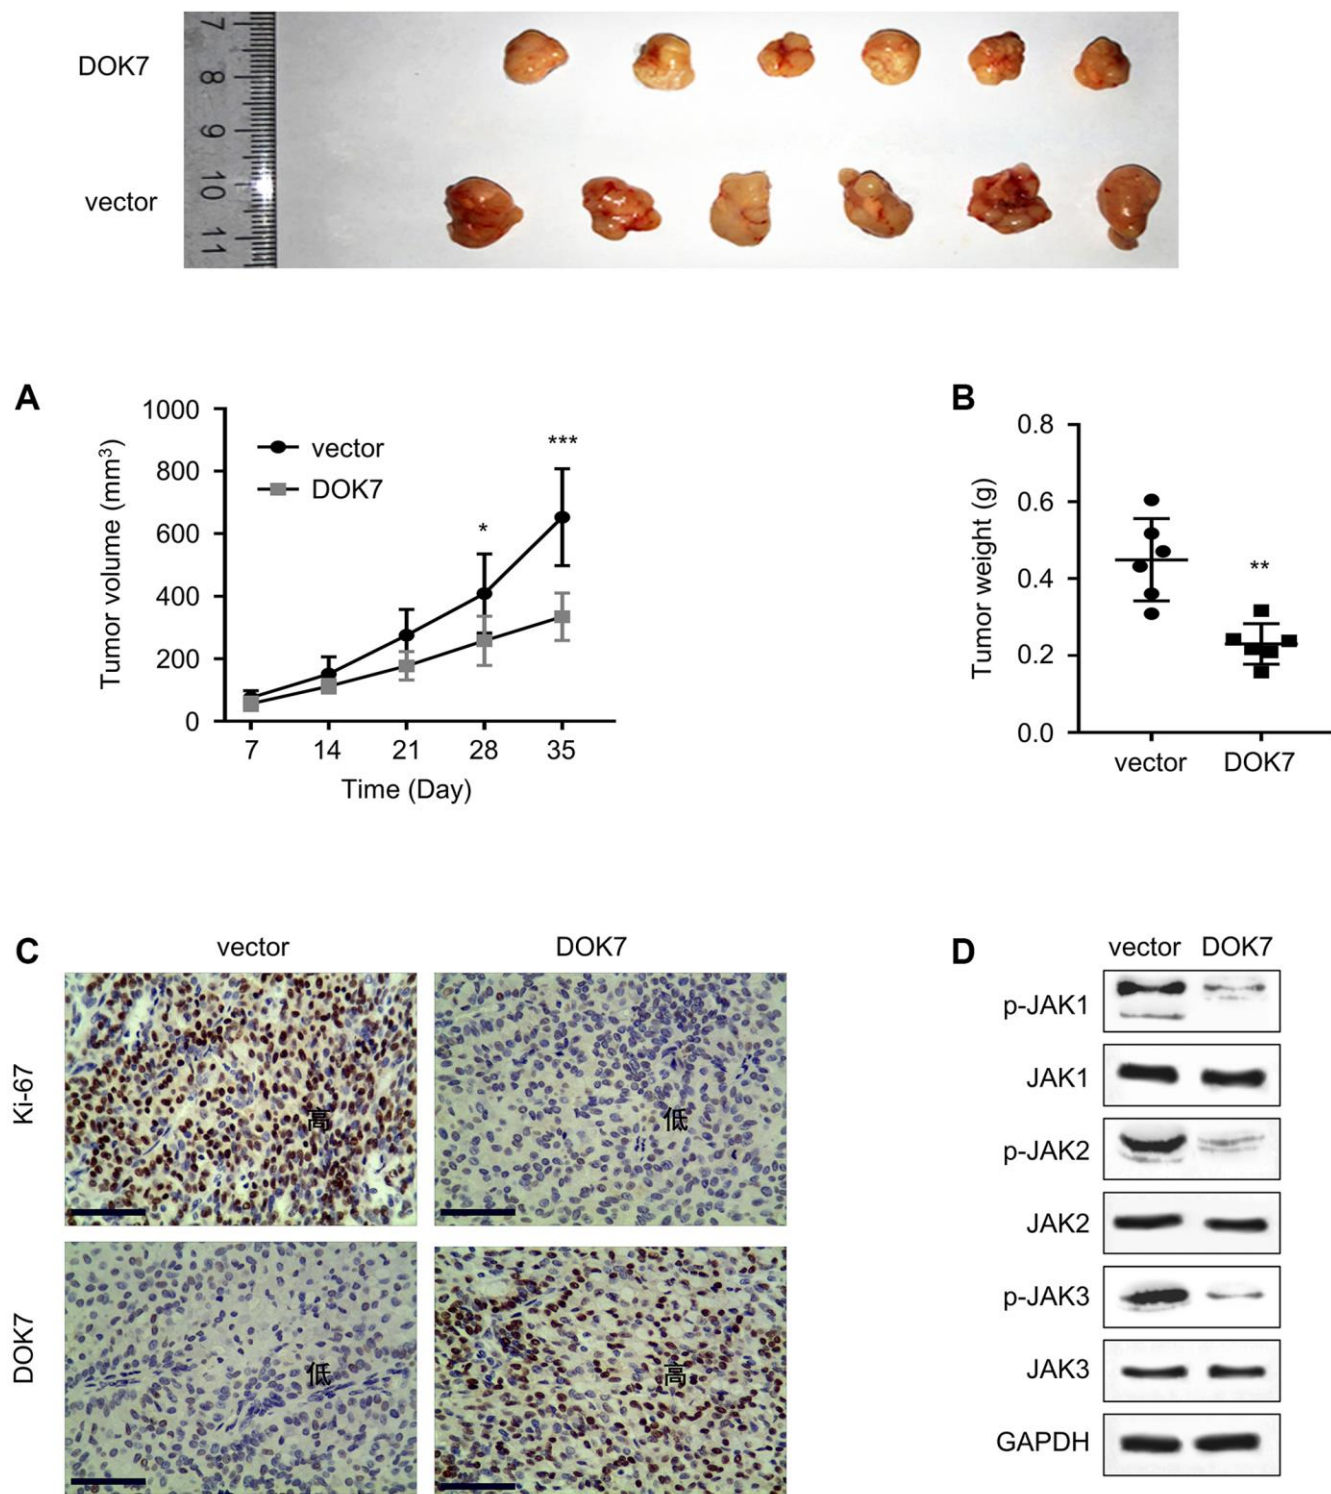 DOK7
vector
7
8
9
10
11
A
Tumor volume (mm³)
1000
800
600
400
200
0
vector
DOK7
*
***
7 14 21 28 35
Time (Day)
B
Tumor weight (g)
0.8
0.6
0.4
0.2
0.0
**
vector DOK7
C
vector DOK7
Ki-67
高
低
DOK7
低
高
D
vector DOK7
p-JAK1
JAK1
p-JAK2
JAK2
p-JAK3
JAK3
GAPDH